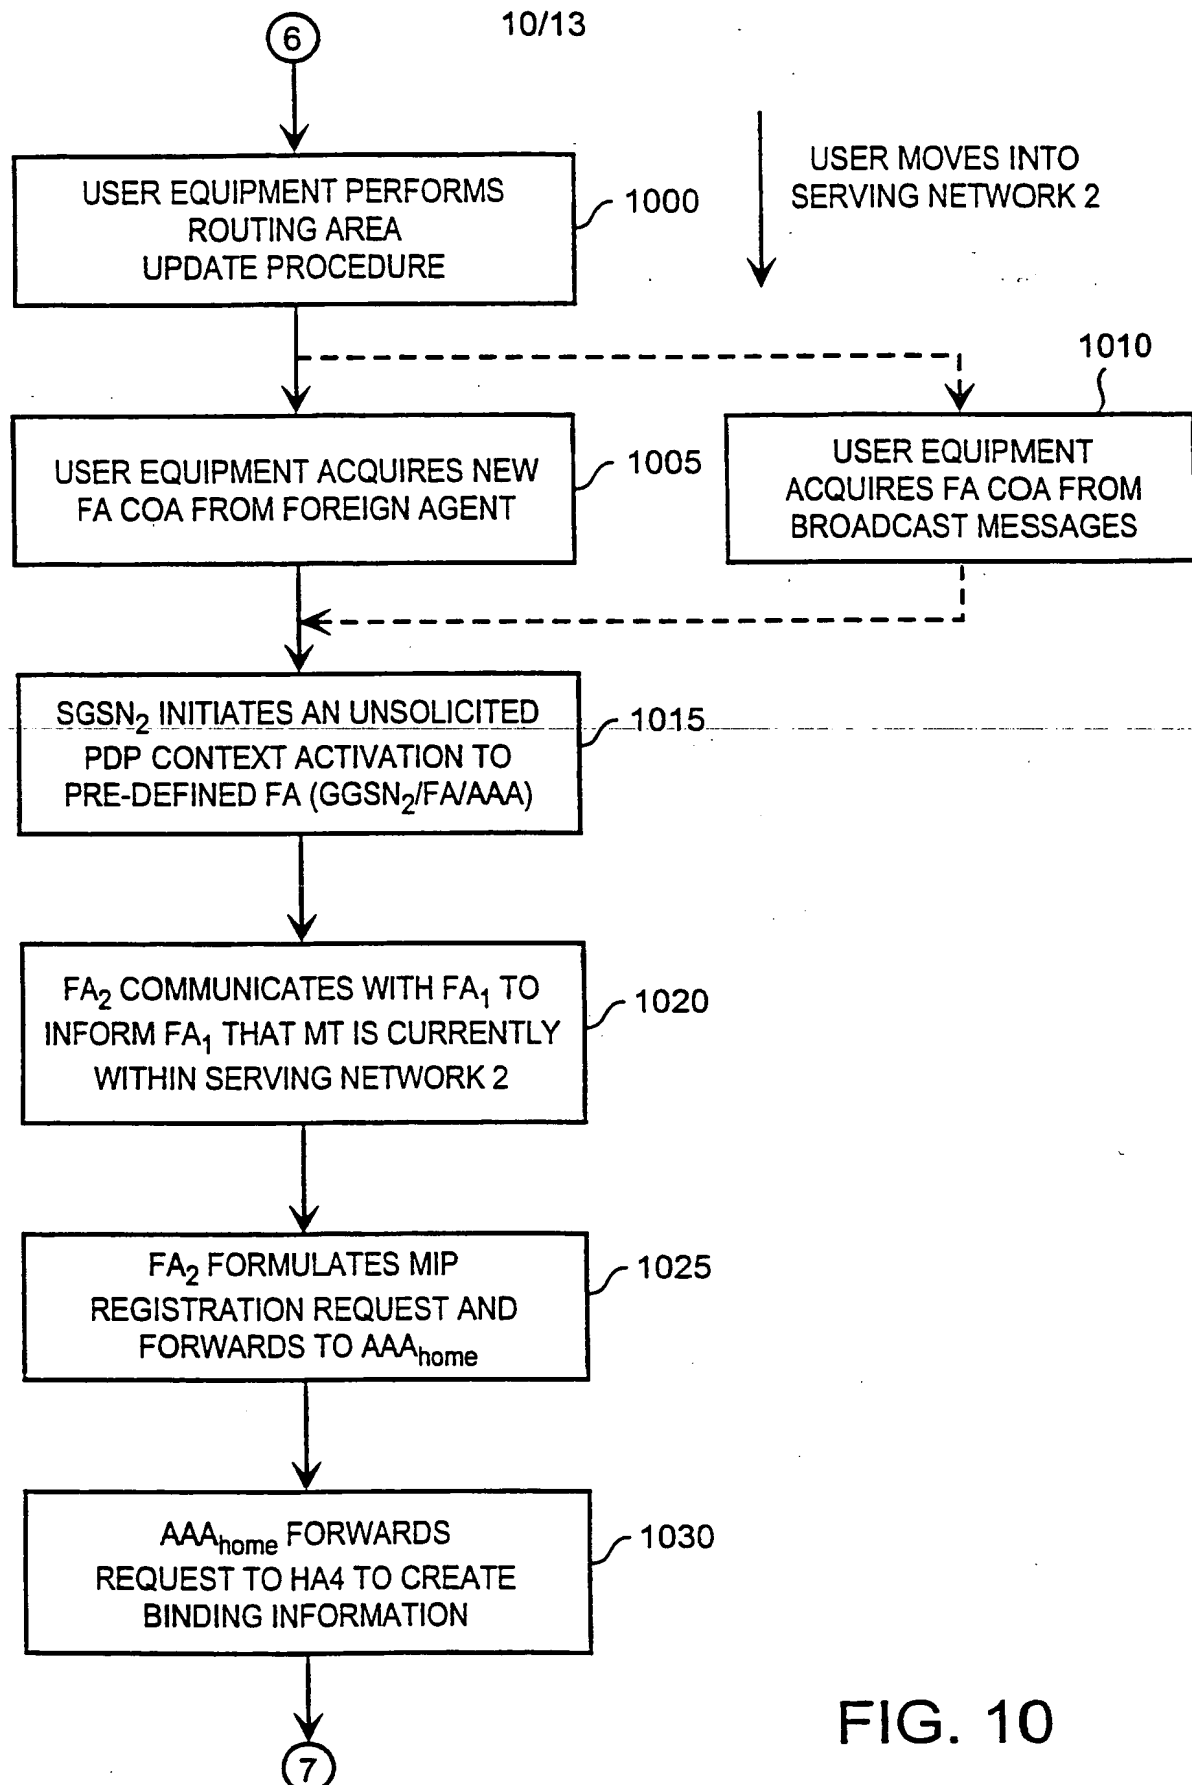 6
10/13
USER EQUIPMENT PERFORMS
ROUTING AREA
UPDATE PROCEDURE
1000
USER MOVES INTO
SERVING NETWORK 2
USER EQUIPMENT ACQUIRES NEW
FA COA FROM FOREIGN AGENT
1005
1010
USER EQUIPMENT
ACQUIRES FA COA FROM
BROADCAST MESSAGES
SGSN2 INITIATES AN UNSOLICITED
PDP CONTEXT ACTIVATION TO
PRE-DEFINED FA (GGSN2/FA/AAA)
1015
FA2 COMMUNICATES WITH FA1 TO
INFORM FA1 THAT MT IS CURRENTLY
WITHIN SERVING NETWORK 2
1020
FA2 FORMULATES MIP
REGISTRATION REQUEST AND
FORWARDS TO AAAhome
1025
AAAhome FORWARDS
REQUEST TO HA4 TO CREATE
BINDING INFORMATION
1030
7
FIG. 10